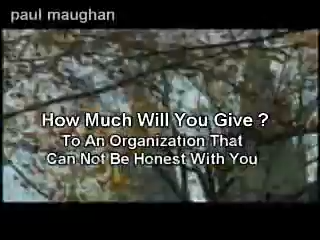 paul maughan
How Much Will You Give ?
To An Organization That
Can Not Be Honest With You